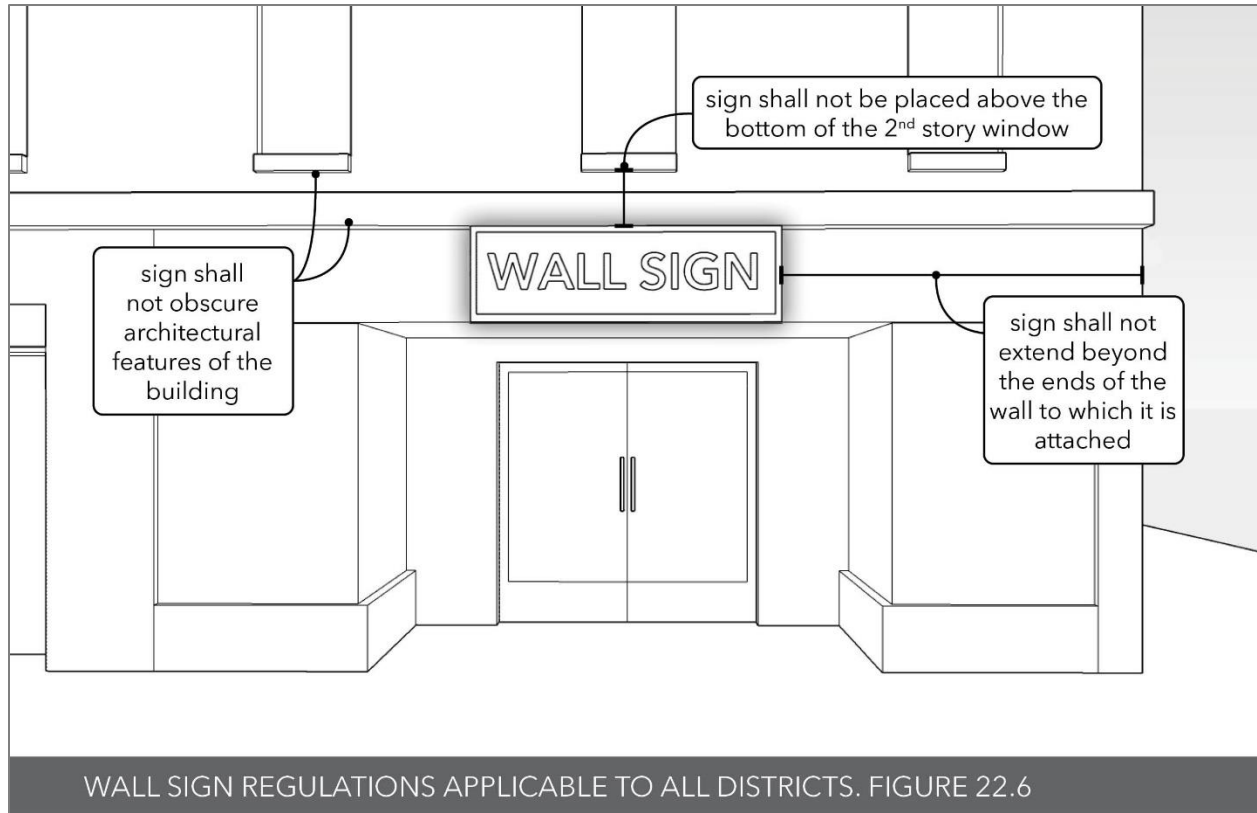 sign shall not be placed above the
bottom of the 2nd story window
WALL SIGN
sign shall
not obscure
architectural
features of the
building
sign shall not
extend beyond
the ends of the
wall to which it is
attached
WALL SIGN REGULATIONS APPLICABLE TO ALL DISTRICTS. FIGURE 22.6